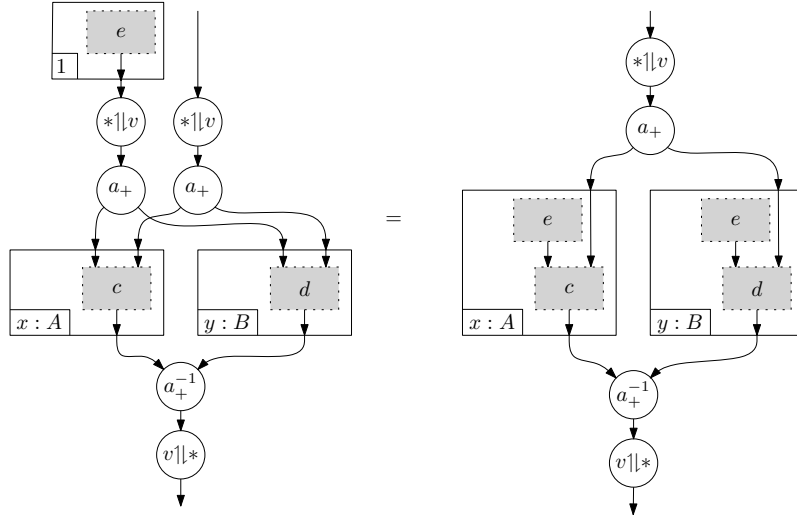 e
1
*⥮v *⥮v *⥮v
a₊ a₊ a₊
=
e e
c d c d
x : A y : B x : A y : B
a₊⁻¹ a₊⁻¹
v⥮* v⥮*